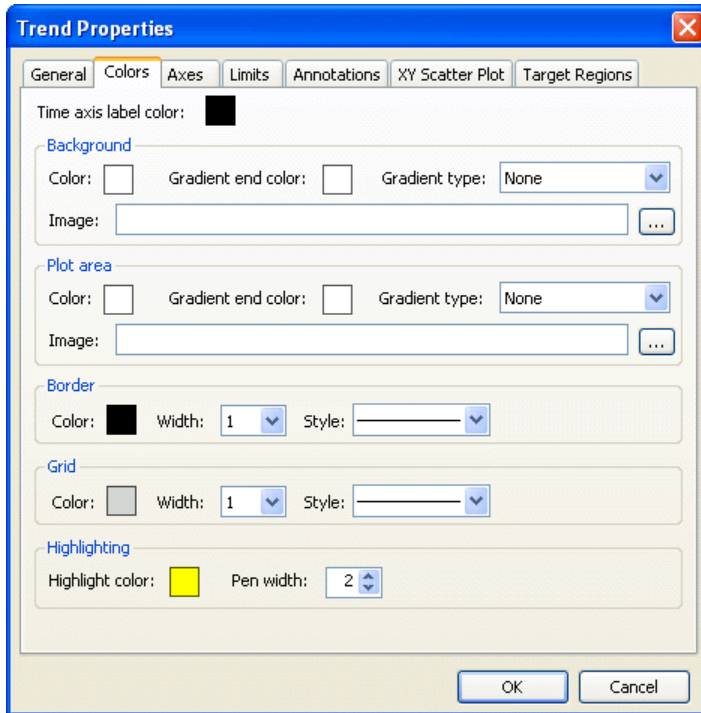 Trend Properties
General Colors Axes Limits Annotations XY Scatter Plot Target Regions
Time axis label color:
Background
Color: Gradient end color: Gradient type: None
Image: ...
Plot area
Color: Gradient end color: Gradient type: None
Image: ...
Border
Color: Width: 1 Style:
Grid
Color: Width: 1 Style:
Highlighting
Highlight color: Pen width: 2
OK Cancel